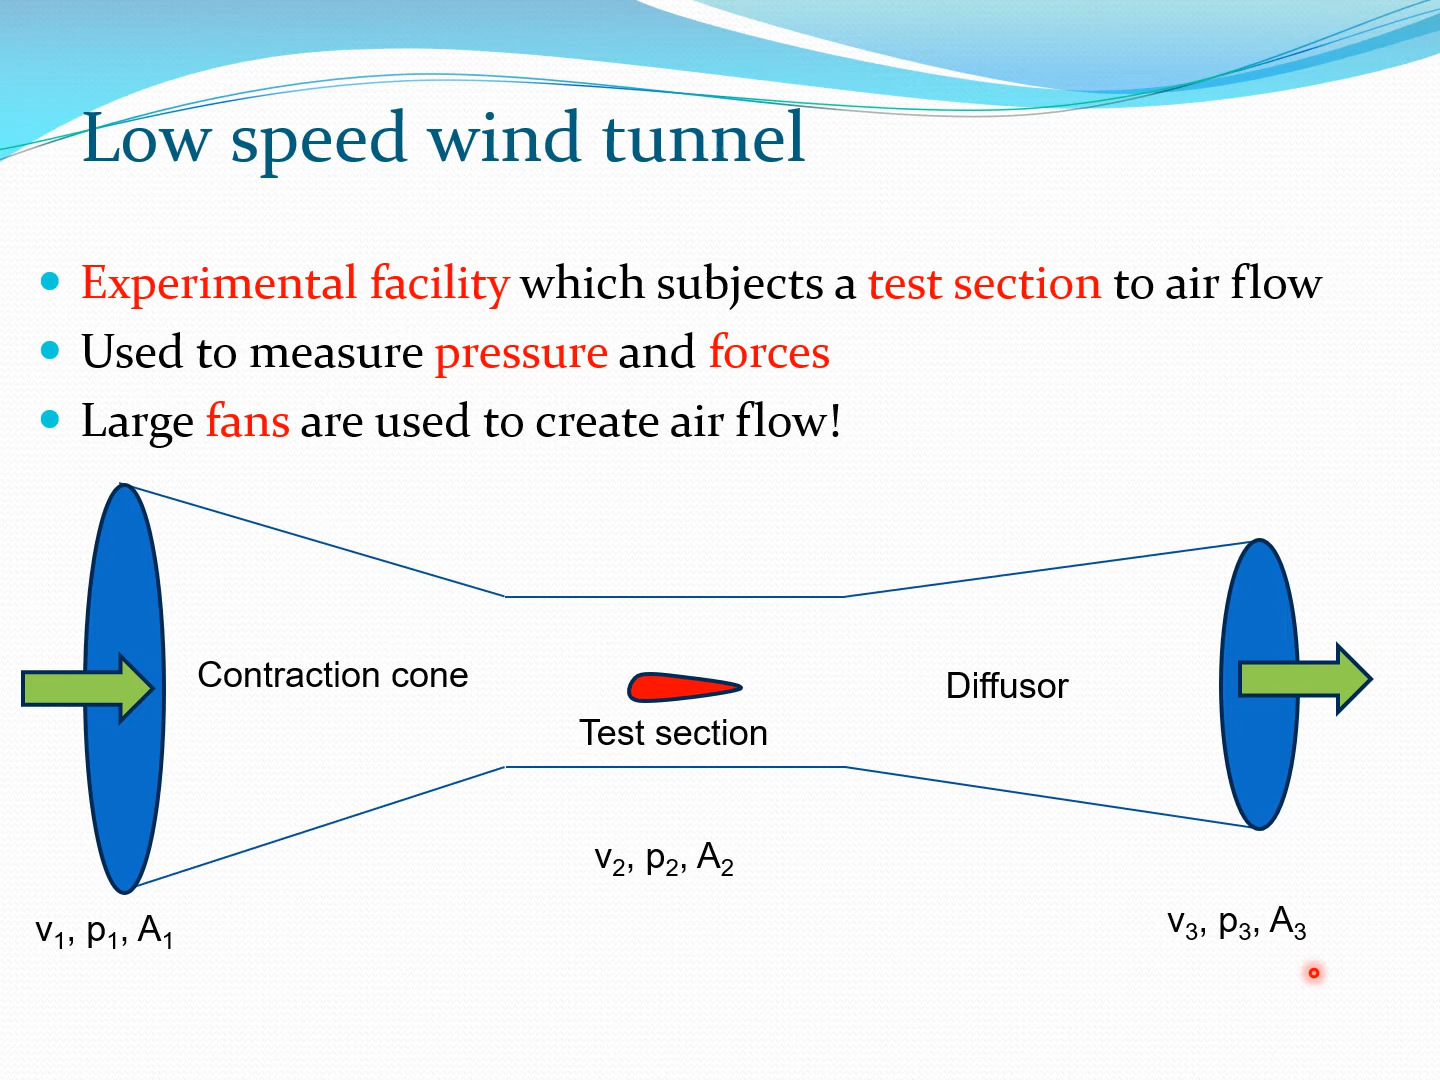 Low speed wind tunnel
Experimental facility which subjects a test section to air flow
Used to measure pressure and forces
Large fans are used to create air flow!
Contraction cone
Test section
Diffusor
v₂, p₂, A₂
v₁, p₁, A₁
v₃, p₃, A₃